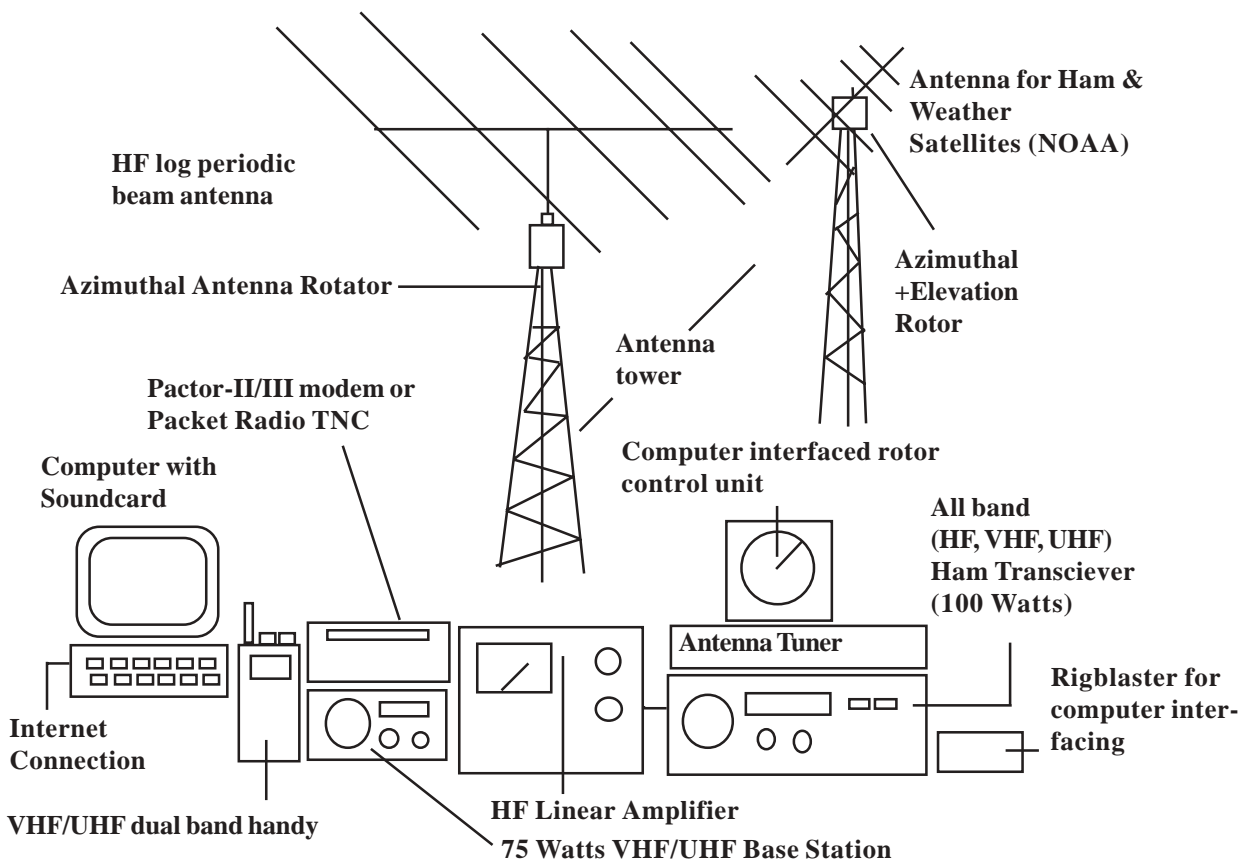 Antenna for Ham &
Weather
Satellites (NOAA)
HF log periodic
beam antenna
Azimuthal Antenna Rotator
Azimuthal
+Elevation
Rotor
Antenna
tower
Pactor-II/III modem or
Packet Radio TNC
Computer interfaced rotor
control unit
Computer with
Soundcard
All band
(HF, VHF, UHF)
Ham Transciever
(100 Watts)
Antenna Tuner
Rigblaster for
computer inter-
facing
Internet
Connection
HF Linear Amplifier
VHF/UHF dual band handy
75 Watts VHF/UHF Base Station